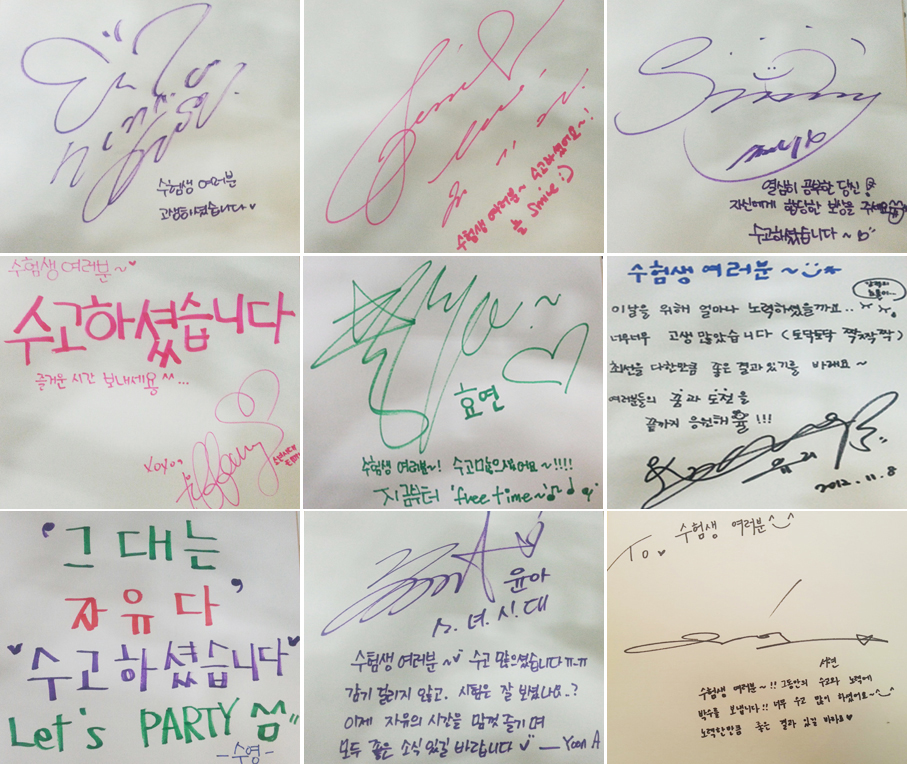 수험생 여러분
고생하셨습니다♥
수험생 여러분~ 수고하셨어요~!
늘 Smile :)
Sunny
열심히 공부한 당신!
자신에게 합당한 보상을 주세요^^
수고하셨습니다~
수험생 여러분~♥
수고하셨습니다
즐거운 시간 보내세용^^...
xoxo,
tiffany
소녀시대
Hyo~♡
효연
수험생 여러분~! 수고 많으셨어요~!!!!
지금부터 'free time~'
수험생 여러분~
이날을 위해 얼마나 노력하였을까요..
너무너무 고생 많았습니다 (토닥토닥 짝짝짝)
최선을 다한만큼 좋은 결과 있기를 바래요~
여러분들의 꿈과 도전을
끝까지 응원해율!!!
유리
2012.11.8
'그대는
자유다'
"수고하셨습니다"
Let's PARTY
-수영-
윤아
소.녀.시.대
수험생 여러분~ 수고 많으셨습니다ㅠ.ㅠ
감기 걸리지 않고. 시험은 잘 보셨나요..?
이제 자유의 시간을 맘껏 즐기며
모두 좋은 소식 있길 바랍니다 — Yoon A
To♥ 수험생 여러분^‿^
서현
수험생 여러분~!! 그동안의 수고와 노력에
박수를 보냅니다!! 너무 수고 많이 하셨어요~^‿^
노력한만큼 좋은 결과 있길 바라요♥